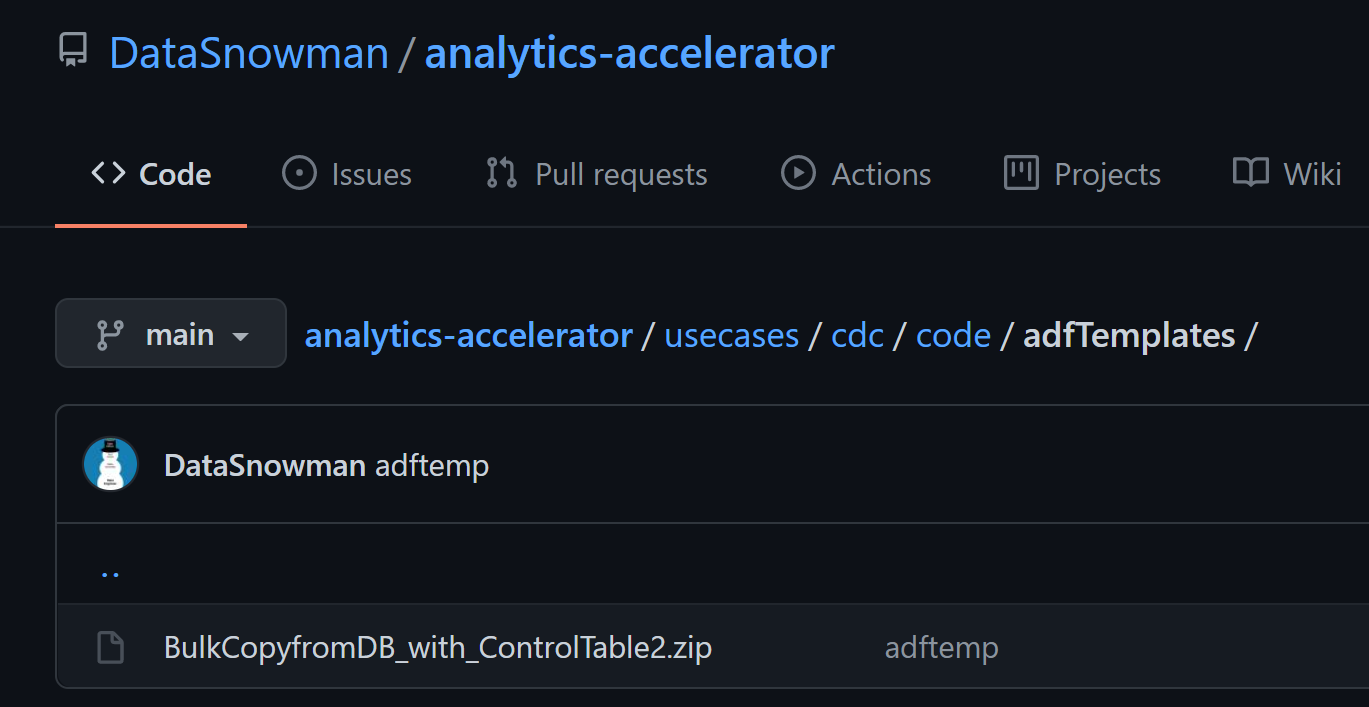 DataSnowman / analytics-accelerator
Code Issues Pull requests Actions Projects Wiki
main analytics-accelerator / usecases / cdc / code / adfTemplates /
DataSnowman adftemp
..
BulkCopyfromDB_with_ControlTable2.zip adftemp